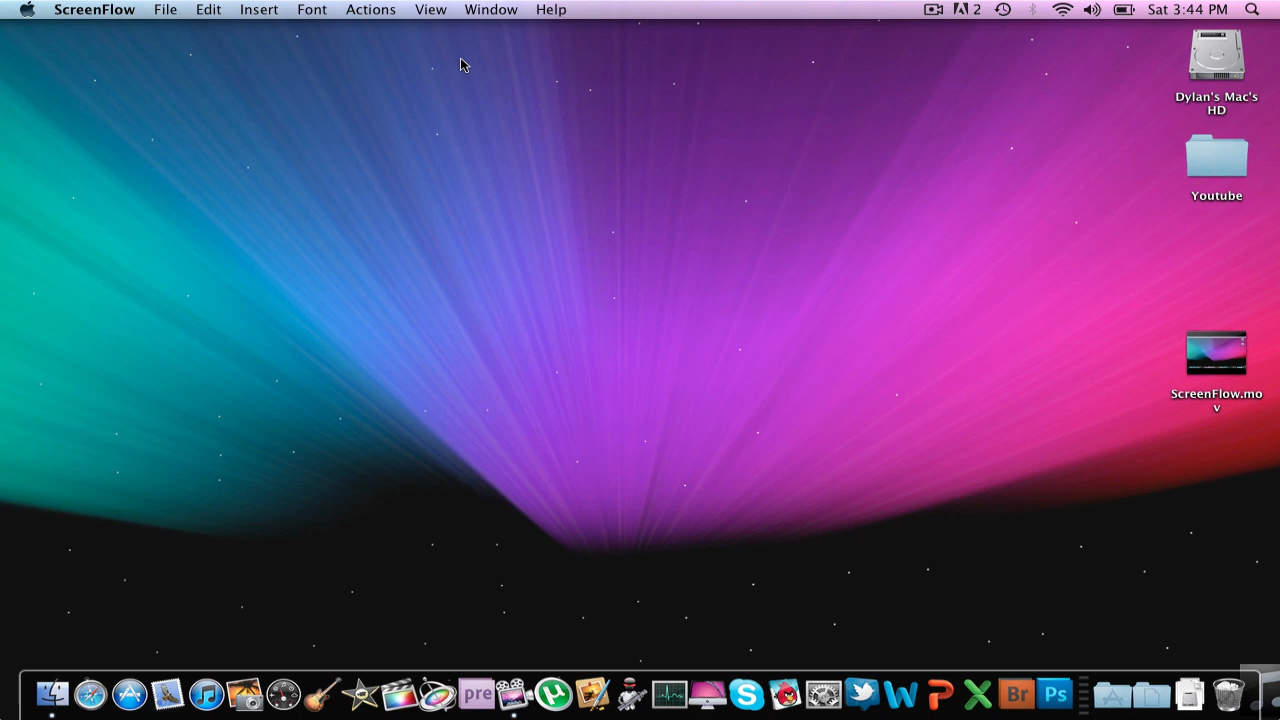 ScreenFlow File Edit Insert Font Actions View Window Help 2 Sat 3:44 PM
Dylan's Mac's
HD
Youtube
ScreenFlow.mo
v
pre W P X Br Ps